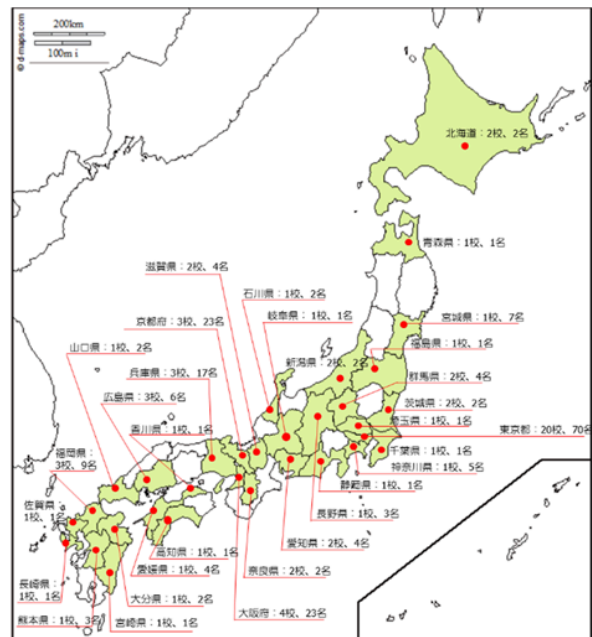 200km
100m i
© d-maps.com
北海道：2校、2名
青森県：1校、1名
滋賀県：2校、4名
石川県：1校、2名
京都府：3校、23名
岐阜県：1校、1名
宮城県：1校、7名
福島県：1校、1名
山口県：1校、2名
新潟県：2校、2名
兵庫県：3校、17名
群馬県：2校、4名
広島県：3校、6名
茨城県：2校、2名
香川県：1校、1名
埼玉県：1校、1名
東京都：20校、70名
福岡県：
3校、9名
千葉県：1校、1名
神奈川県：1校、5名
静岡県：1校、1名
佐賀県：
1校、1名
長野県：1校、3名
愛知県：2校、4名
高知県：1校、1名
愛媛県：1校、4名
奈良県：2校、2名
長崎県：
1校、1名
大分県：1校、2名
大阪府：4校、23名
熊本県：1校、3名
宮崎県：1校、1名